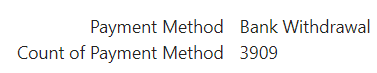 Payment Method Bank Withdrawal
Count of Payment Method 3909